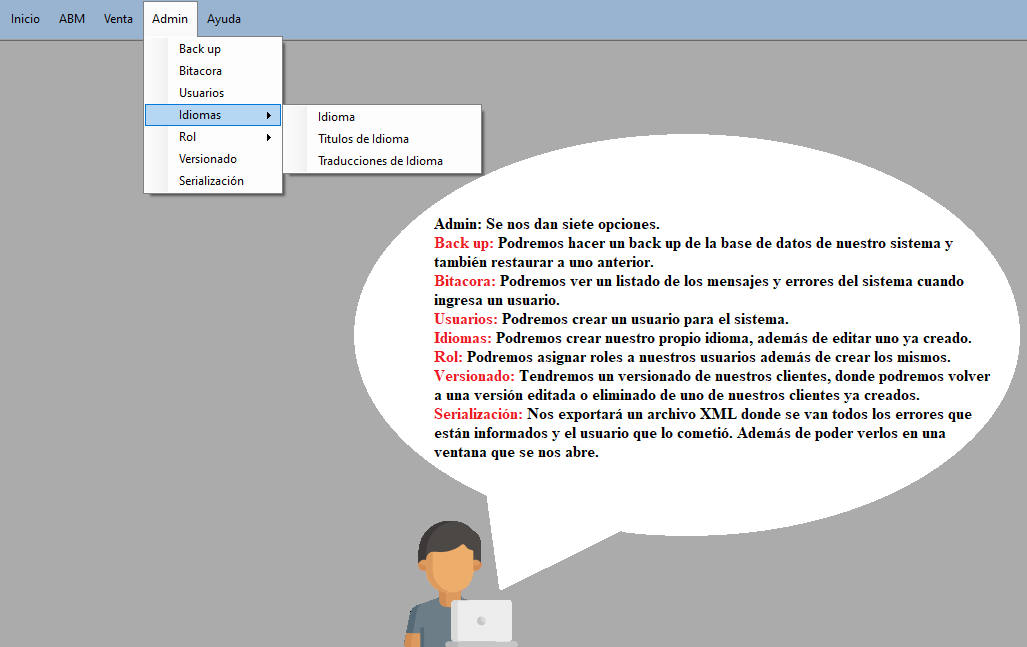 Inicio ABM Venta Admin Ayuda
Back up
Bitacora
Usuarios
Idiomas
Rol
Versionado
Serialización
Idioma
Titulos de Idioma
Traducciones de Idioma
Admin: Se nos dan siete opciones.
Back up: Podremos hacer un back up de la base de datos de nuestro sistema y
también restaurar a uno anterior.
Bitacora: Podremos ver un listado de los mensajes y errores del sistema cuando
ingresa un usuario.
Usuarios: Podremos crear un usuario para el sistema.
Idiomas: Podremos crear nuestro propio idioma, además de editar uno ya creado.
Rol: Podremos asignar roles a nuestros usuarios además de crear los mismos.
Versionado: Tendremos un versionado de nuestros clientes, donde podremos volver
a una versión editada o eliminado de uno de nuestros clientes ya creados.
Serialización: Nos exportará un archivo XML donde se van todos los errores que
están informados y el usuario que lo cometió. Además de poder verlos en una
ventana que se nos abre.